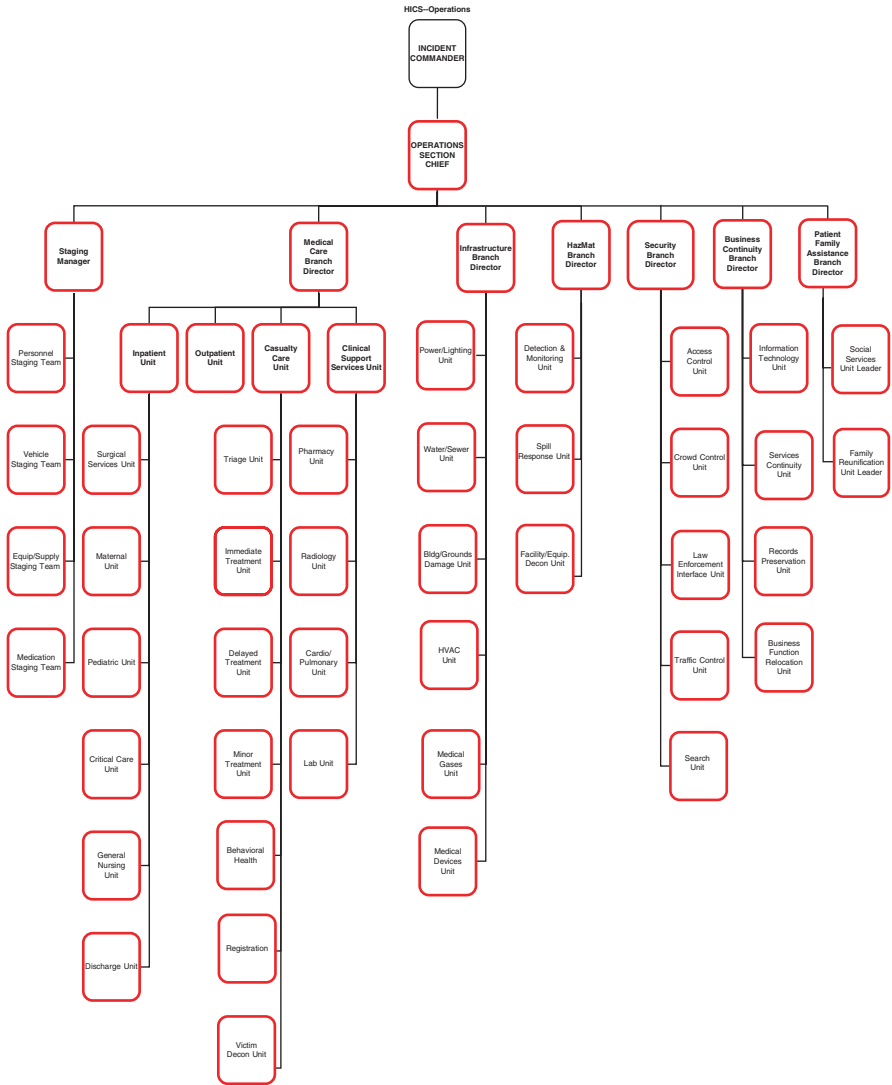 HICS--Operations
INCIDENT
COMMANDER
OPERATIONS
SECTION
CHIEF
Staging
Manager
Medical
Care
Branch
Director
Infrastructure
Branch
Director
HazMat
Branch
Director
Security
Branch
Director
Business
Continuity
Branch
Director
Patient
Family
Assistance
Branch
Director
Personnel
Staging Team
Vehicle
Staging Team
Equip/Supply
Staging Team
Medication
Staging Team
Inpatient
Unit
Surgical
Services Unit
Maternal
Unit
Pediatric Unit
Critical Care
Unit
General
Nursing
Unit
Discharge Unit
Outpatient
Unit
Casualty
Care
Unit
Triage Unit
Immediate
Treatment
Unit
Delayed
Treatment
Unit
Minor
Treatment
Unit
Behavioral
Health
Registration
Victim
Decon Unit
Clinical
Support
Services Unit
Pharmacy
Unit
Radiology
Unit
Cardio/
Pulmonary
Unit
Lab Unit
Power/Lighting
Unit
Water/Sewer
Unit
Bldg/Grounds
Damage Unit
HVAC
Unit
Medical
Gases
Unit
Medical
Devices
Unit
Detection &
Monitoring
Unit
Spill
Response Unit
Facility/Equip.
Decon Unit
Access
Control
Unit
Crowd Control
Unit
Law
Enforcement
Interface Unit
Traffic Control
Unit
Search
Unit
Information
Technology
Unit
Services
Continuity
Unit
Records
Preservation
Unit
Business
Function
Relocation
Unit
Social
Services
Unit Leader
Family
Reunification
Unit Leader